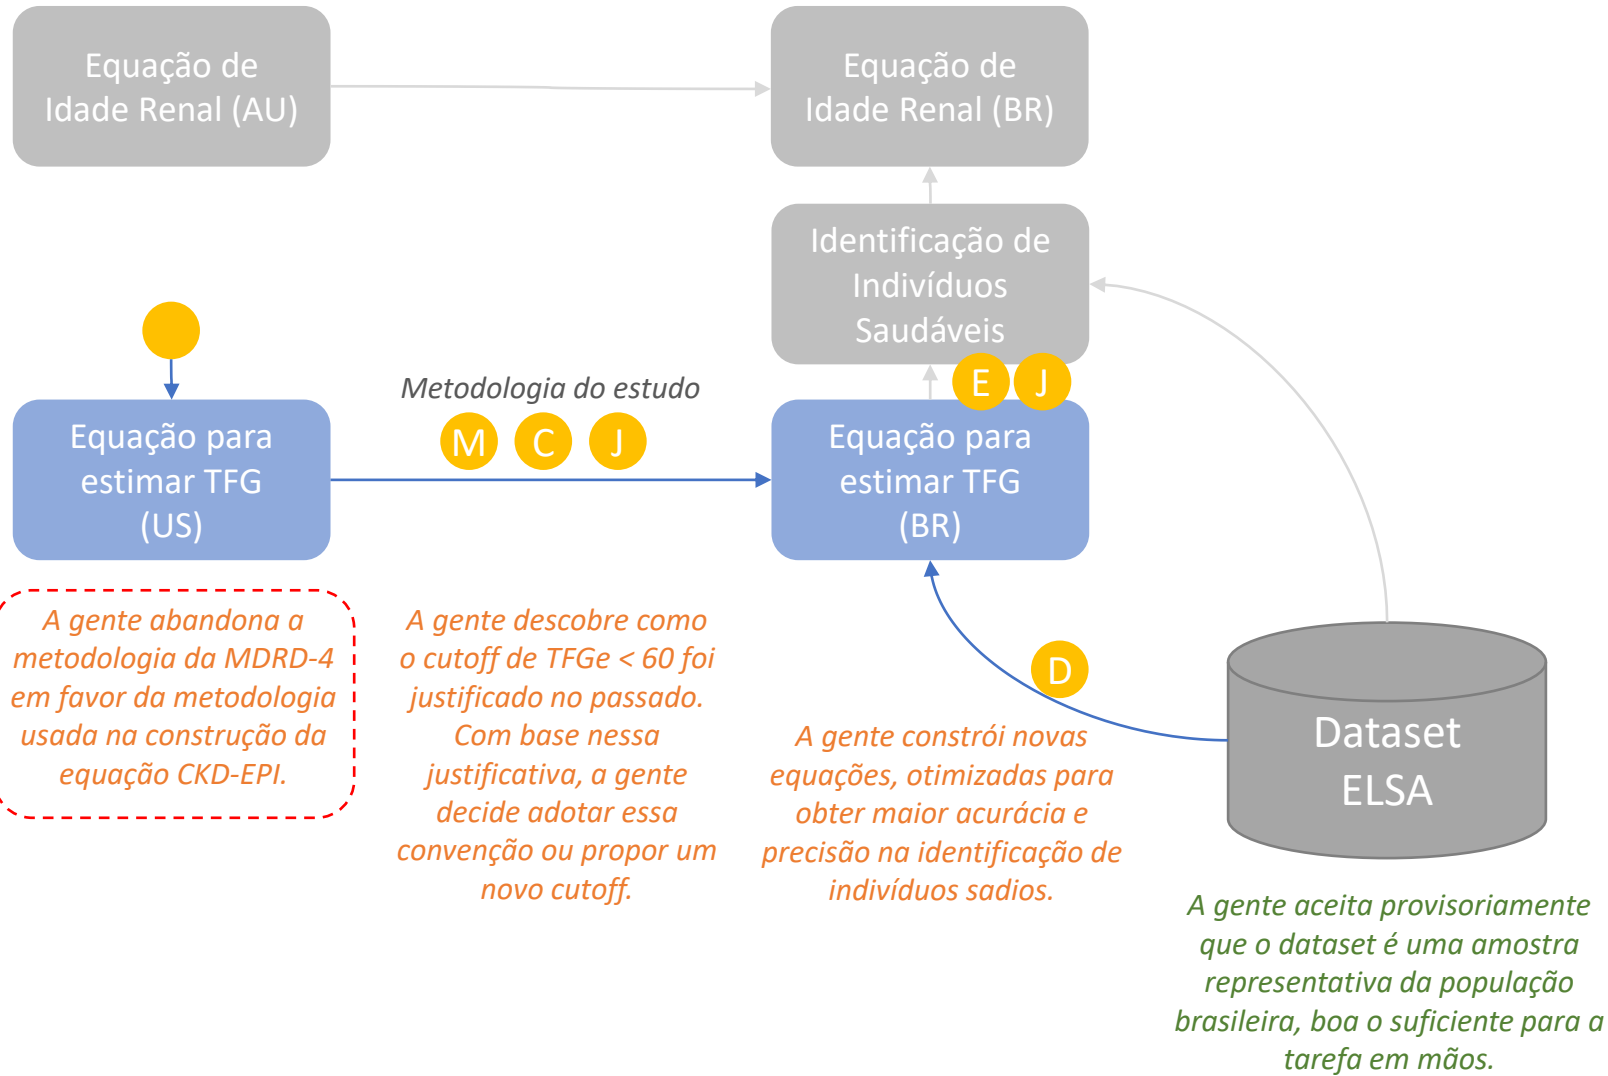 Equação de
Idade Renal (AU)
Equação de
Idade Renal (BR)
Identificação de
Indivíduos
Saudáveis
E
J
Metodologia do estudo
M
C
J
Equação para
estimar TFG
(US)
Equação para
estimar TFG
(BR)
A gente abandona a
metodologia da MDRD-4
em favor da metodologia
usada na construção da
equação CKD-EPI.
A gente descobre como
o cutoff de TFGe < 60 foi
justificado no passado.
Com base nessa
justificativa, a gente
decide adotar essa
convenção ou propor um
novo cutoff.
D
A gente constrói novas
equações, otimizadas para
obter maior acurácia e
precisão na identificação de
indivíduos sadios.
Dataset
ELSA
A gente aceita provisoriamente
que o dataset é uma amostra
representativa da população
brasileira, boa o suficiente para a
tarefa em mãos.